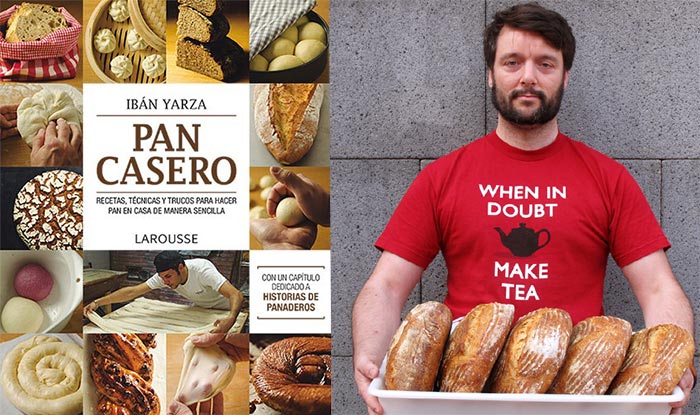 IBÁN YARZA
PAN
CASERO
RECETAS, TÉCNICAS Y TRUCOS PARA HACER
PAN EN CASA DE MANERA SENCILLA
LAROUSSE
CON UN CAPÍTULO
DEDICADO A
HISTORIAS DE
PANADEROS
WHEN IN
DOUBT
MAKE
TEA